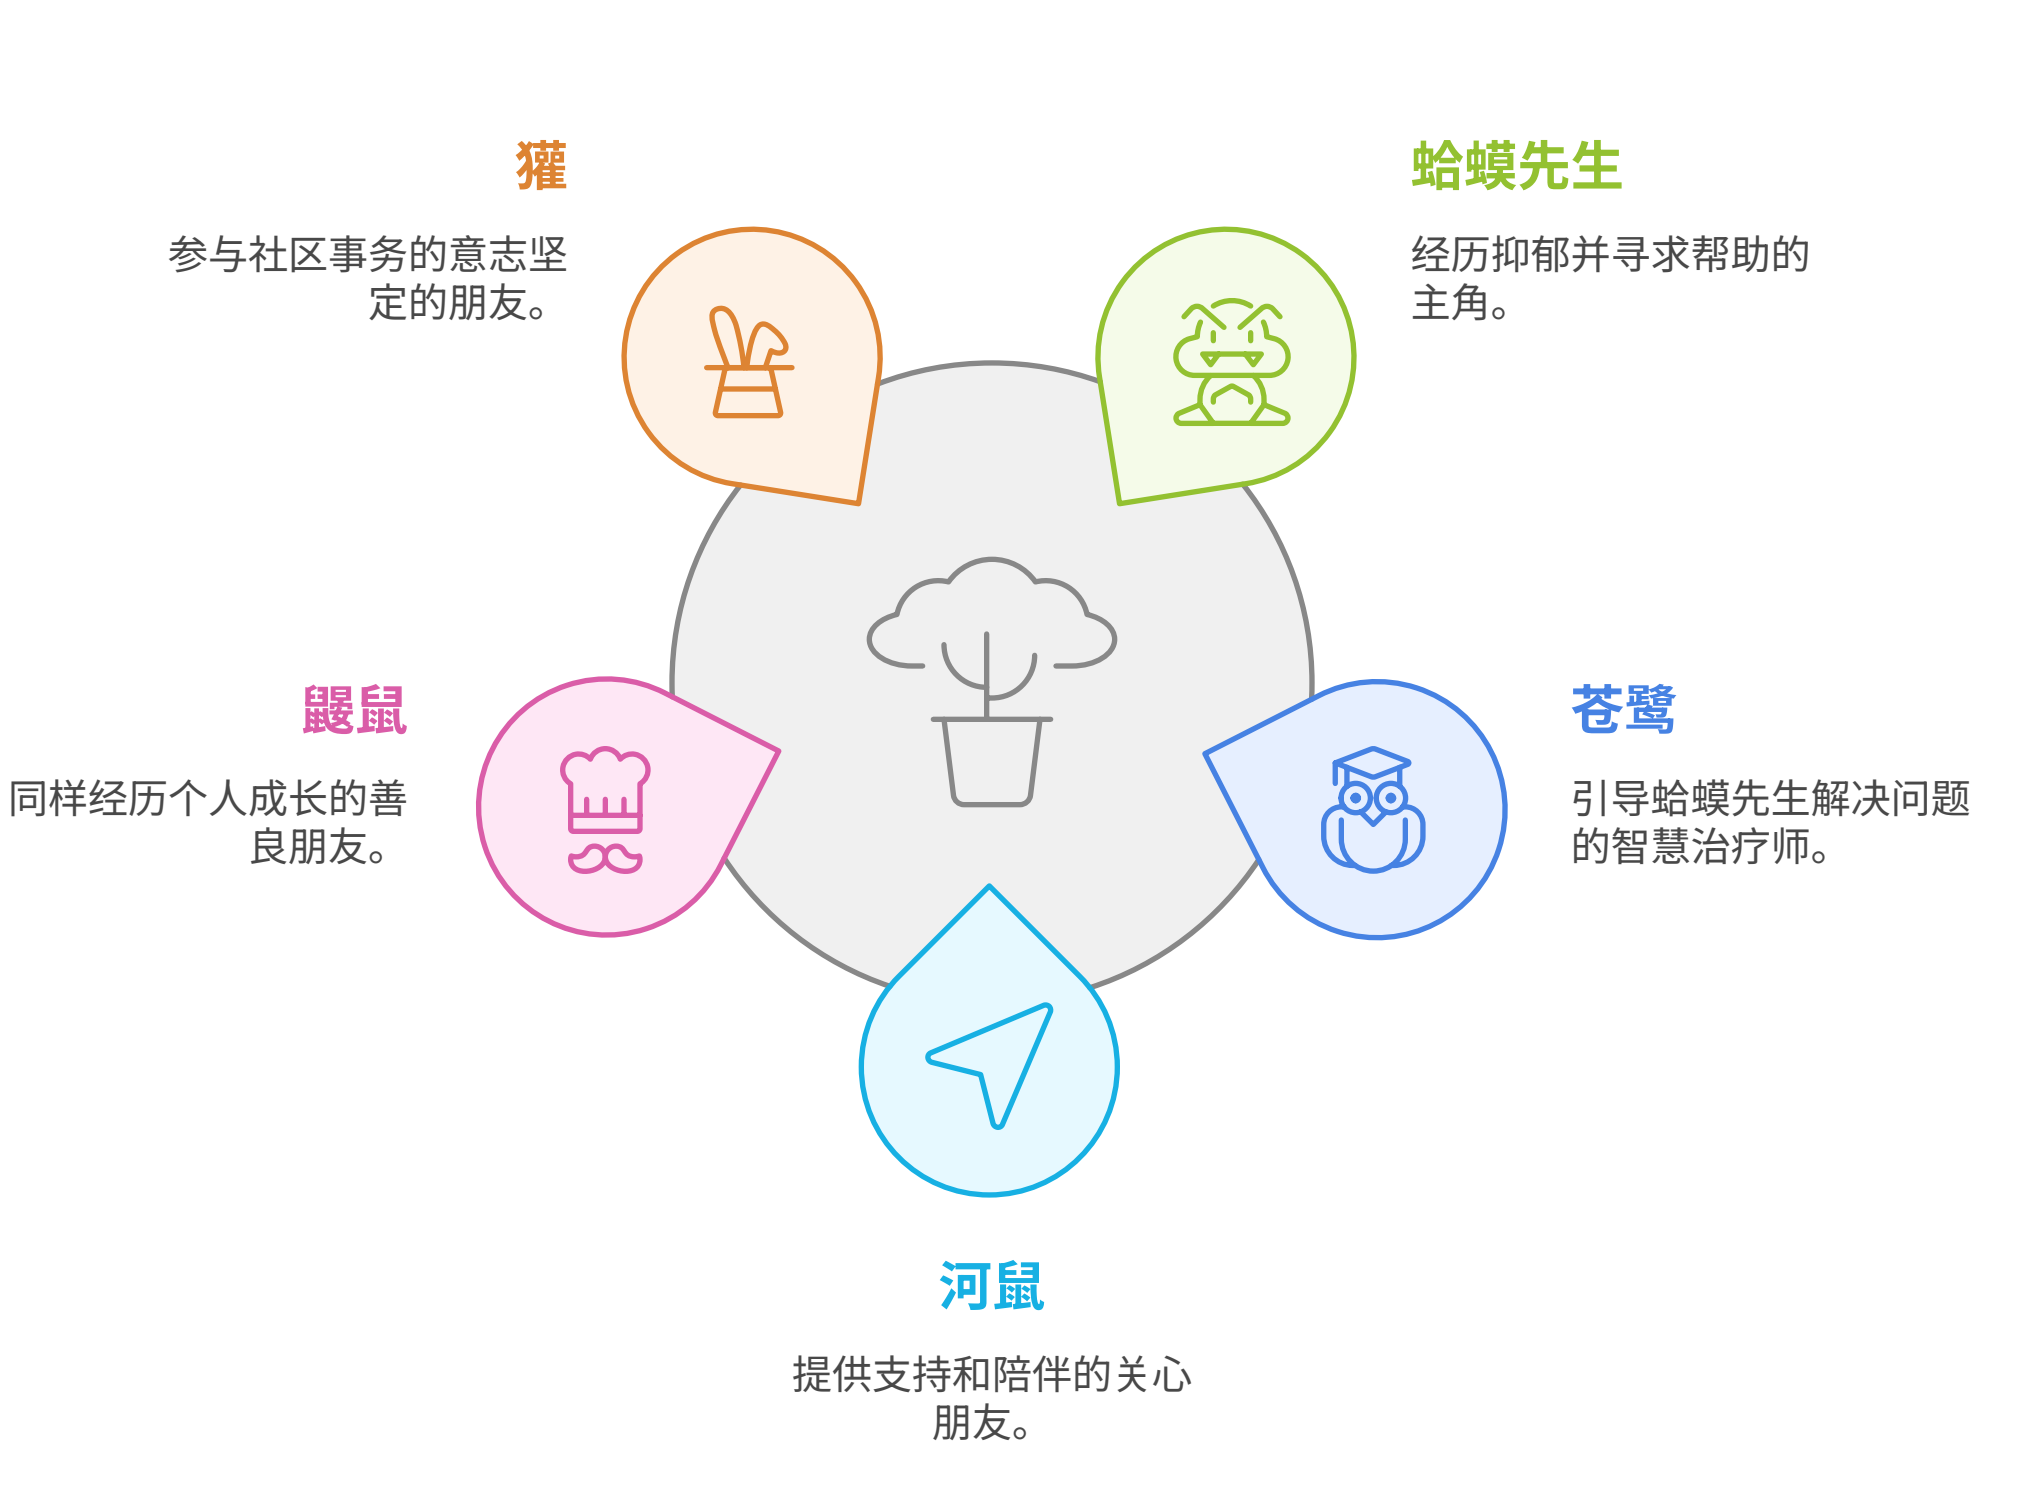 獾
参与社区事务的意志坚
定的朋友。
蛤蟆先生
经历抑郁并寻求帮助的
主角。
鼹鼠
同样经历个人成长的善
良朋友。
苍鹭
引导蛤蟆先生解决问题
的智慧治疗师。
河鼠
提供支持和陪伴的关心
朋友。